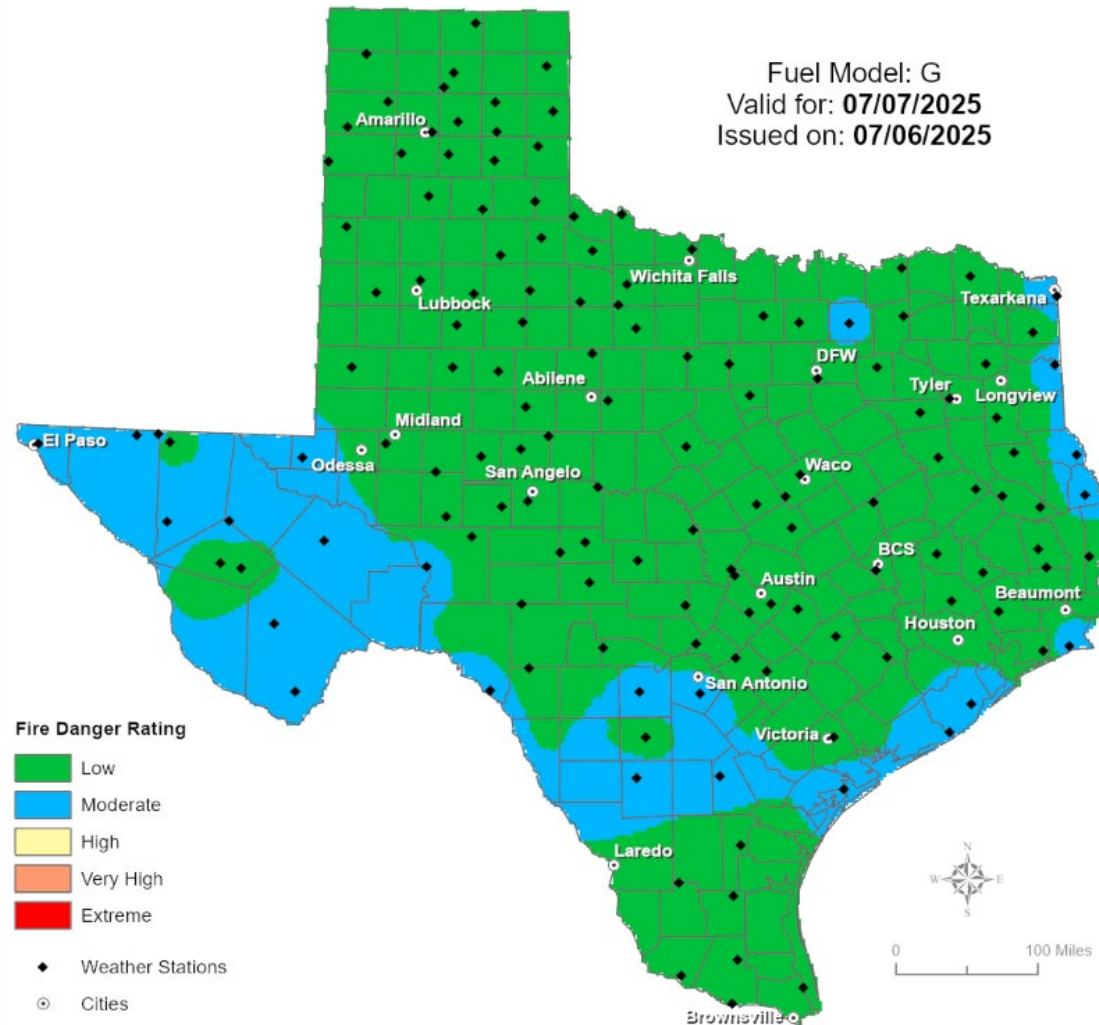 Fuel Model: G
Valid for: 07/07/2025
Issued on: 07/06/2025
Amarillo
Wichita Falls
Lubbock
Texarkana
DFW
Abilene
Tyler
Longview
Midland
El Paso
Odessa
San Angelo
Waco
BCS
Austin
Beaumont
Houston
San Antonio
Victoria
Laredo
Brownsville
Fire Danger Rating
Low
Moderate
High
Very High
Extreme
Weather Stations
Cities
N
W E
S
0 100 Miles